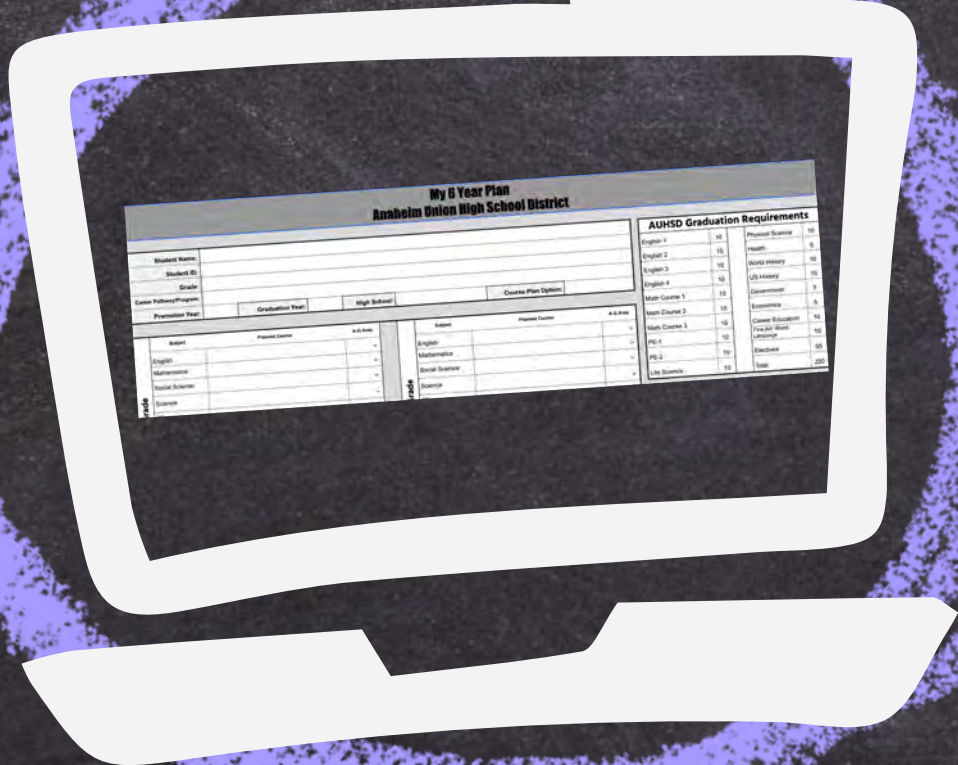 My 6 Year Plan
Anaheim Union High School District
Student Name:
Student ID:
Grade:
Career Pathway/Program:
Promotion Year:
Graduation Year:
High School:
Course Plan Option:
Subject
Planned Course
A-G Area
English
Mathematics
Social Science
Science
rade
Subject
Planned Course
A-G Area
English
Mathematics
Social Science
Science
rade
AUHSD Graduation Requirements
English 1 10
English 2 10
English 3 10
English 4 10
Math Course 1 10
Math Course 2 10
Math Course 3 10
PE-1 10
PE-2 10
Life Science 10
Physical Science 10
Health 5
World History 10
US History 10
Government 5
Economics 5
Career Education 10
Fine Art/ World
Language 10
Electives
Total 220